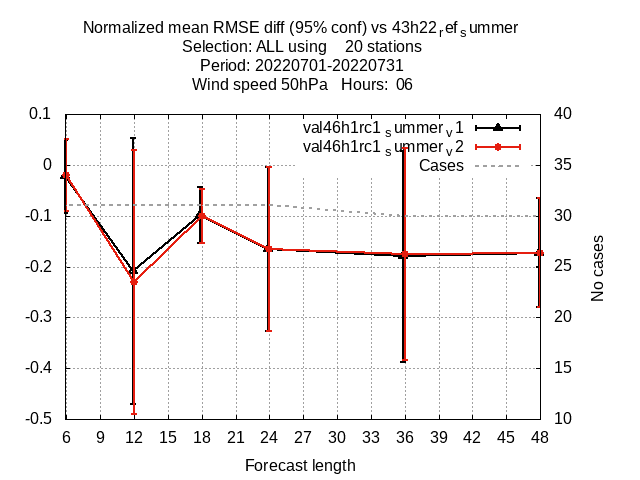 Normalized mean RMSE diff (95% conf) vs 43h22ref_summer
Selection: ALL using 20 stations
Period: 20220701-20220731
Wind speed 50hPa Hours: 06
val46h1rc1summerv1
val46h1rc1summerv2
Cases
0.1
0
-0.1
-0.2
-0.3
-0.4
-0.5
40
35
30
25
20
15
10
No cases
6 9 12 15 18 21 24 27 30 33 36 39 42 45 48
Forecast length